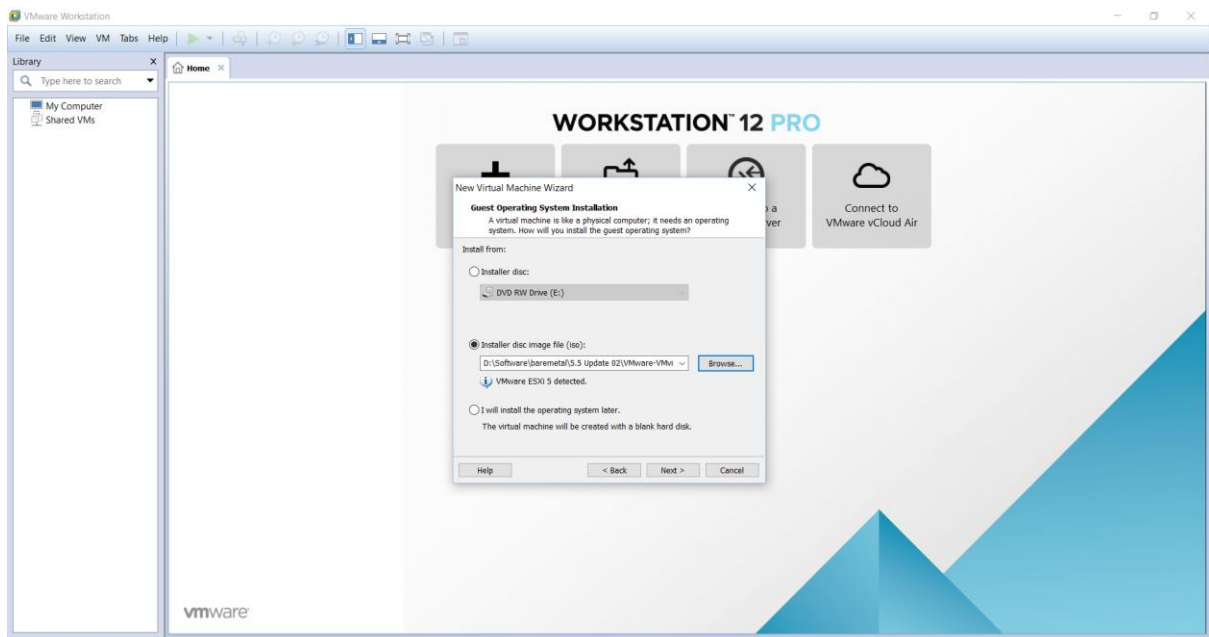 VMware Workstation
File Edit View VM Tabs Help
Library X
Home ×
Type here to search
My Computer
Shared VMs
WORKSTATION™ 12 PRO
Connect to
VMware vCloud Air
New Virtual Machine Wizard
Guest Operating System Installation
A virtual machine is like a physical computer; it needs an operating
system. How will you install the guest operating system?
Install from:
Installer disc:
DVD RW Drive (E:)
Installer disc image file (iso):
D:\Software\baremetal\5.5 Update 02\VMware-VMvi
Browse...
VMware ESXi 5 detected.
I will install the operating system later.
The virtual machine will be created with a blank hard disk.
Help < Back Next > Cancel
vmware